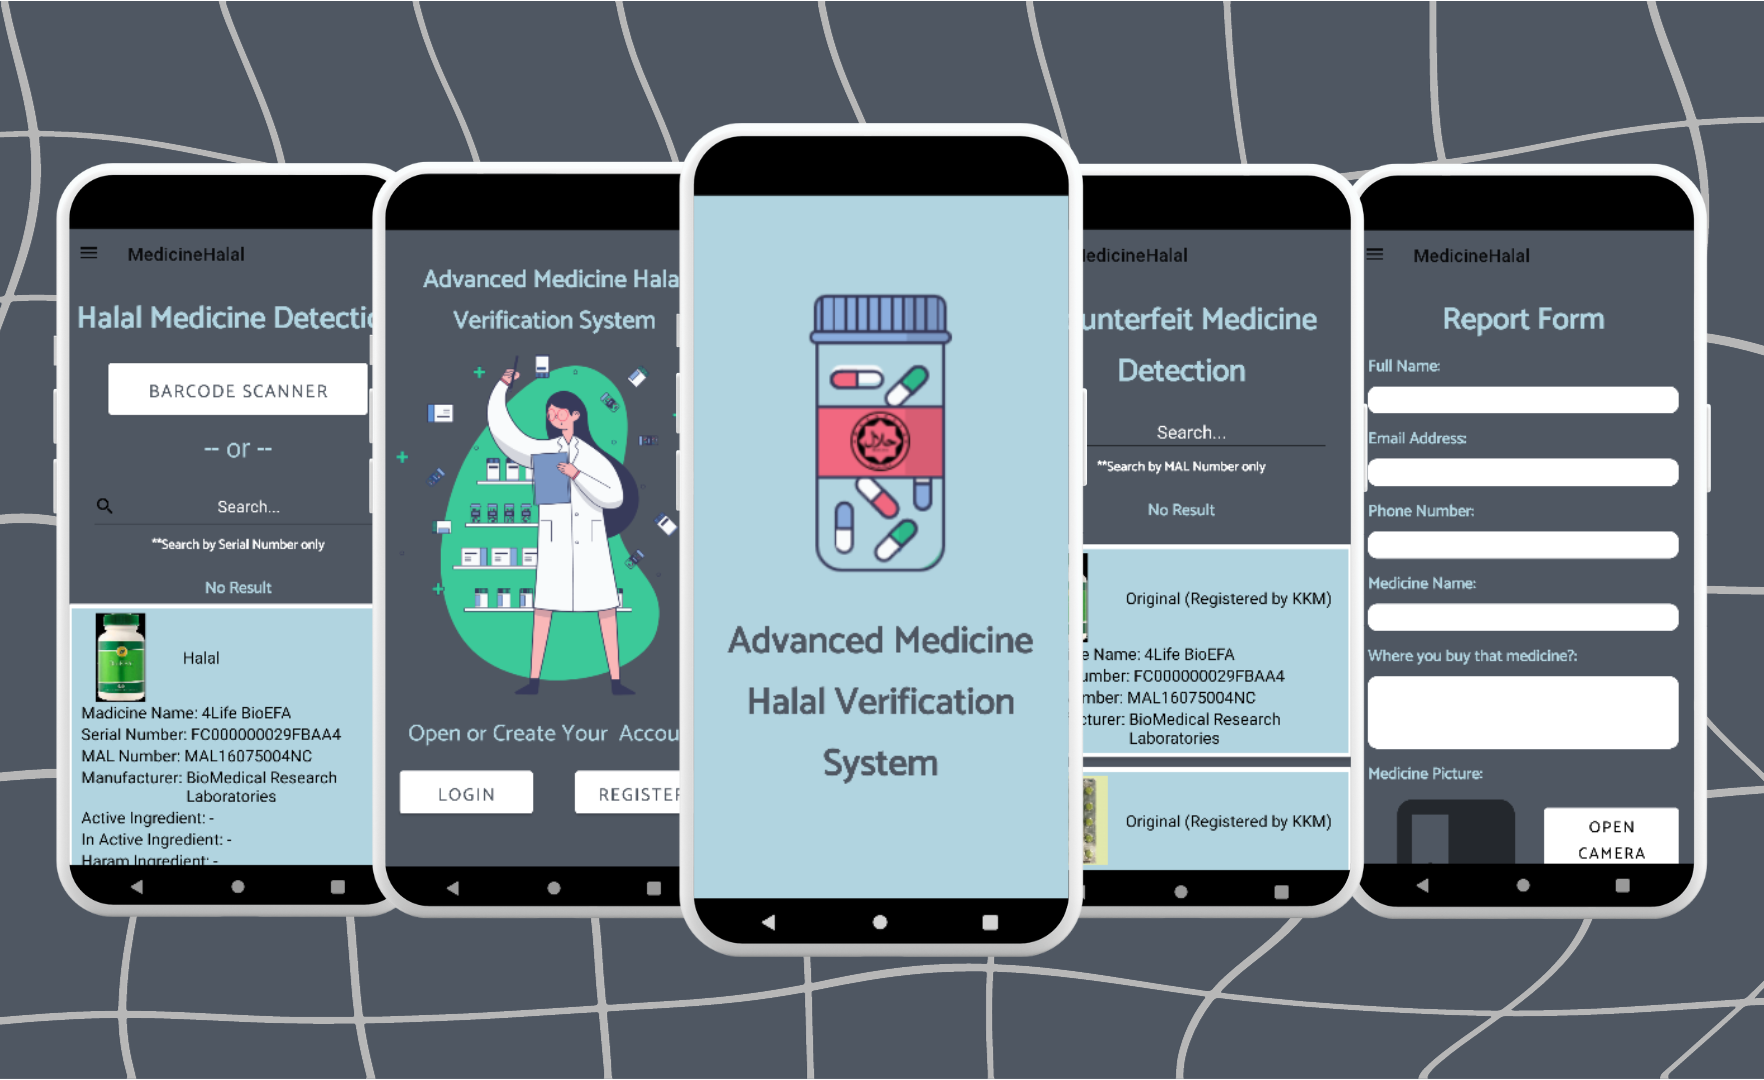 MedicineHalal
Halal Medicine Detectio
BARCODE SCANNER
-- or --
Search...
**Search by Serial Number only
No Result
Halal
Madicine Name: 4Life BioEFA
Serial Number: FC000000029FBAA4
MAL Number: MAL16075004NC
Manufacturer: BioMedical Research
Laboratories
Active Ingredient: -
In Active Ingredient: -
Haram Ingredient: -
Advanced Medicine Hala
Verification System
Open or Create Your Accou
LOGIN
REGISTER
حلال
Advanced Medicine
Halal Verification
System
edicineHalal
unterfeit Medicine
Detection
Search...
**Search by MAL Number only
No Result
Original (Registered by KKM)
e Name: 4Life BioEFA
umber: FC000000029FBAA4
mber: MAL16075004NC
cturer: BioMedical Research
Laboratories
Original (Registered by KKM)
MedicineHalal
Report Form
Full Name:
Email Address:
Phone Number:
Medicine Name:
Where you buy that medicine?:
Medicine Picture:
OPEN
CAMERA